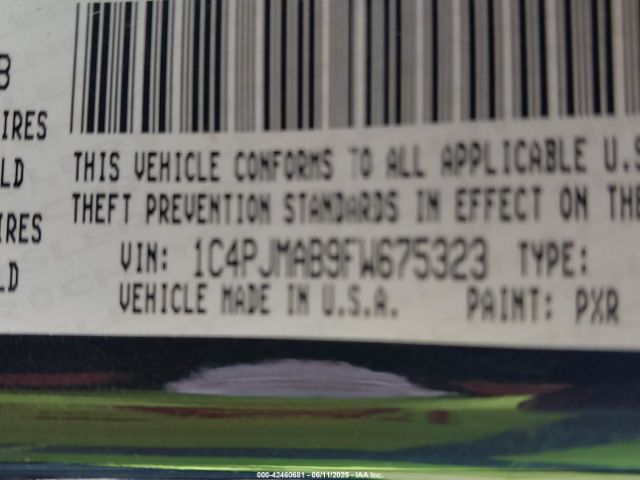 B
IRES
LD
IRES
LD
THIS VEHICLE CONFORMS TO ALL APPLICABLE U.S
THEFT PREVENTION STANDARDS IN EFFECT ON THE
VIN: 1C4PJMAB9FW675323 TYPE:
VEHICLE MADE IN U.S.A. PAINT: PXR
000-42460681 - 06/11/2025 - IAA Inc.